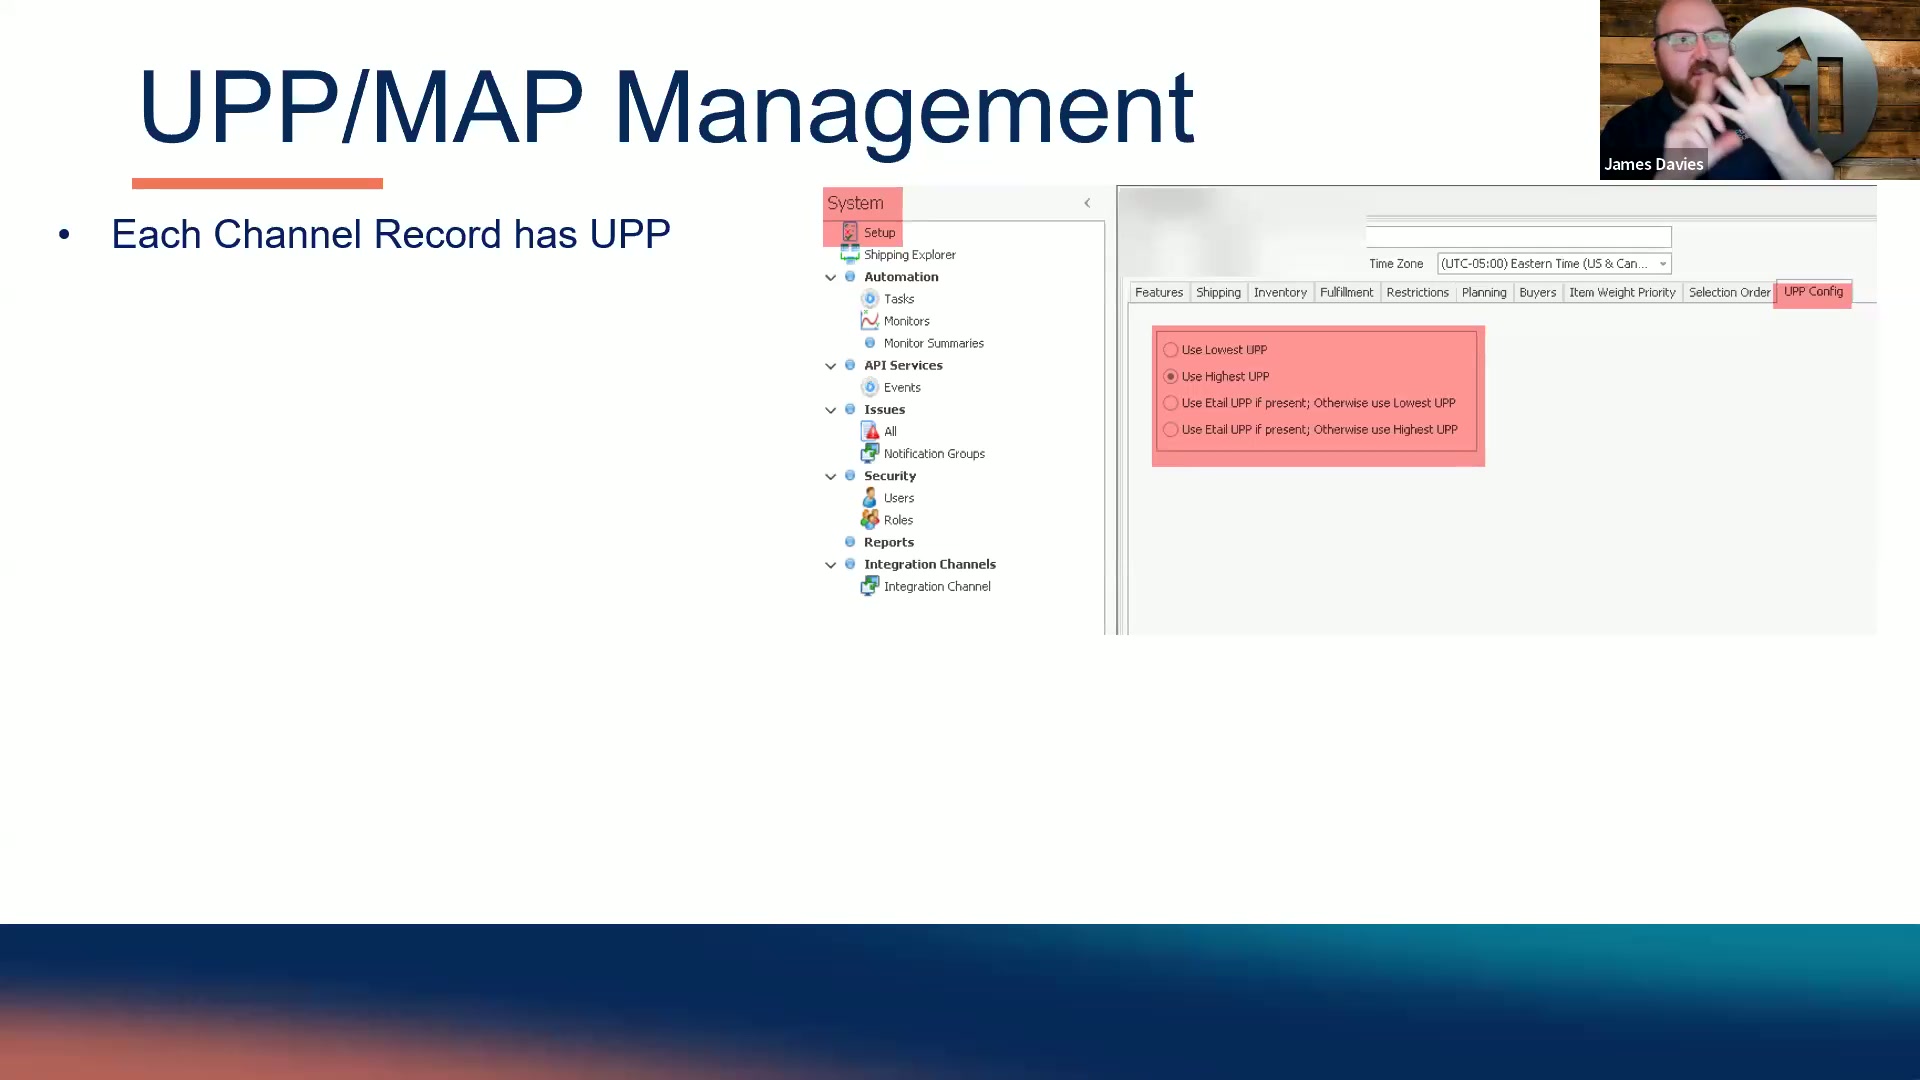 UPP/MAP Management
James Davies
• Each Channel Record has UPP
System
Setup
Shipping Explorer
Automation
Tasks
Monitors
Monitor Summaries
API Services
Events
Issues
All
Notification Groups
Security
Users
Roles
Reports
Integration Channels
Integration Channel
Time Zone (UTC-05:00) Eastern Time (US & Can...
Features Shipping Inventory Fulfillment Restrictions Planning Buyers Item Weight Priority Selection Order UPP Config
Use Lowest UPP
Use Highest UPP
Use Etail UPP if present; Otherwise use Lowest UPP
Use Etail UPP if present; Otherwise use Highest UPP